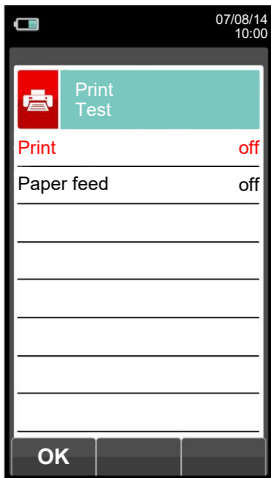 07/08/14
10:00
Print
Test
Print off
Paper feed off
OK